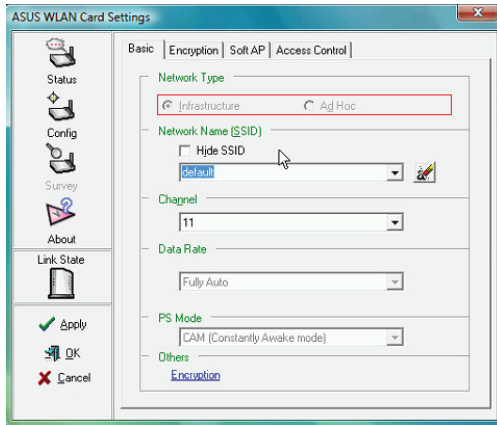 ASUS WLAN Card Settings
Status
Config
Survey
About
Link State
Apply
OK
Cancel
Basic
Encryption
Soft AP
Access Control
Network Type
Infrastructure
Ad Hoc
Network Name (SSID)
Hide SSID
default
Channel
11
Data Rate
Fully Auto
PS Mode
CAM (Constantly Awake mode)
Others
Encryption